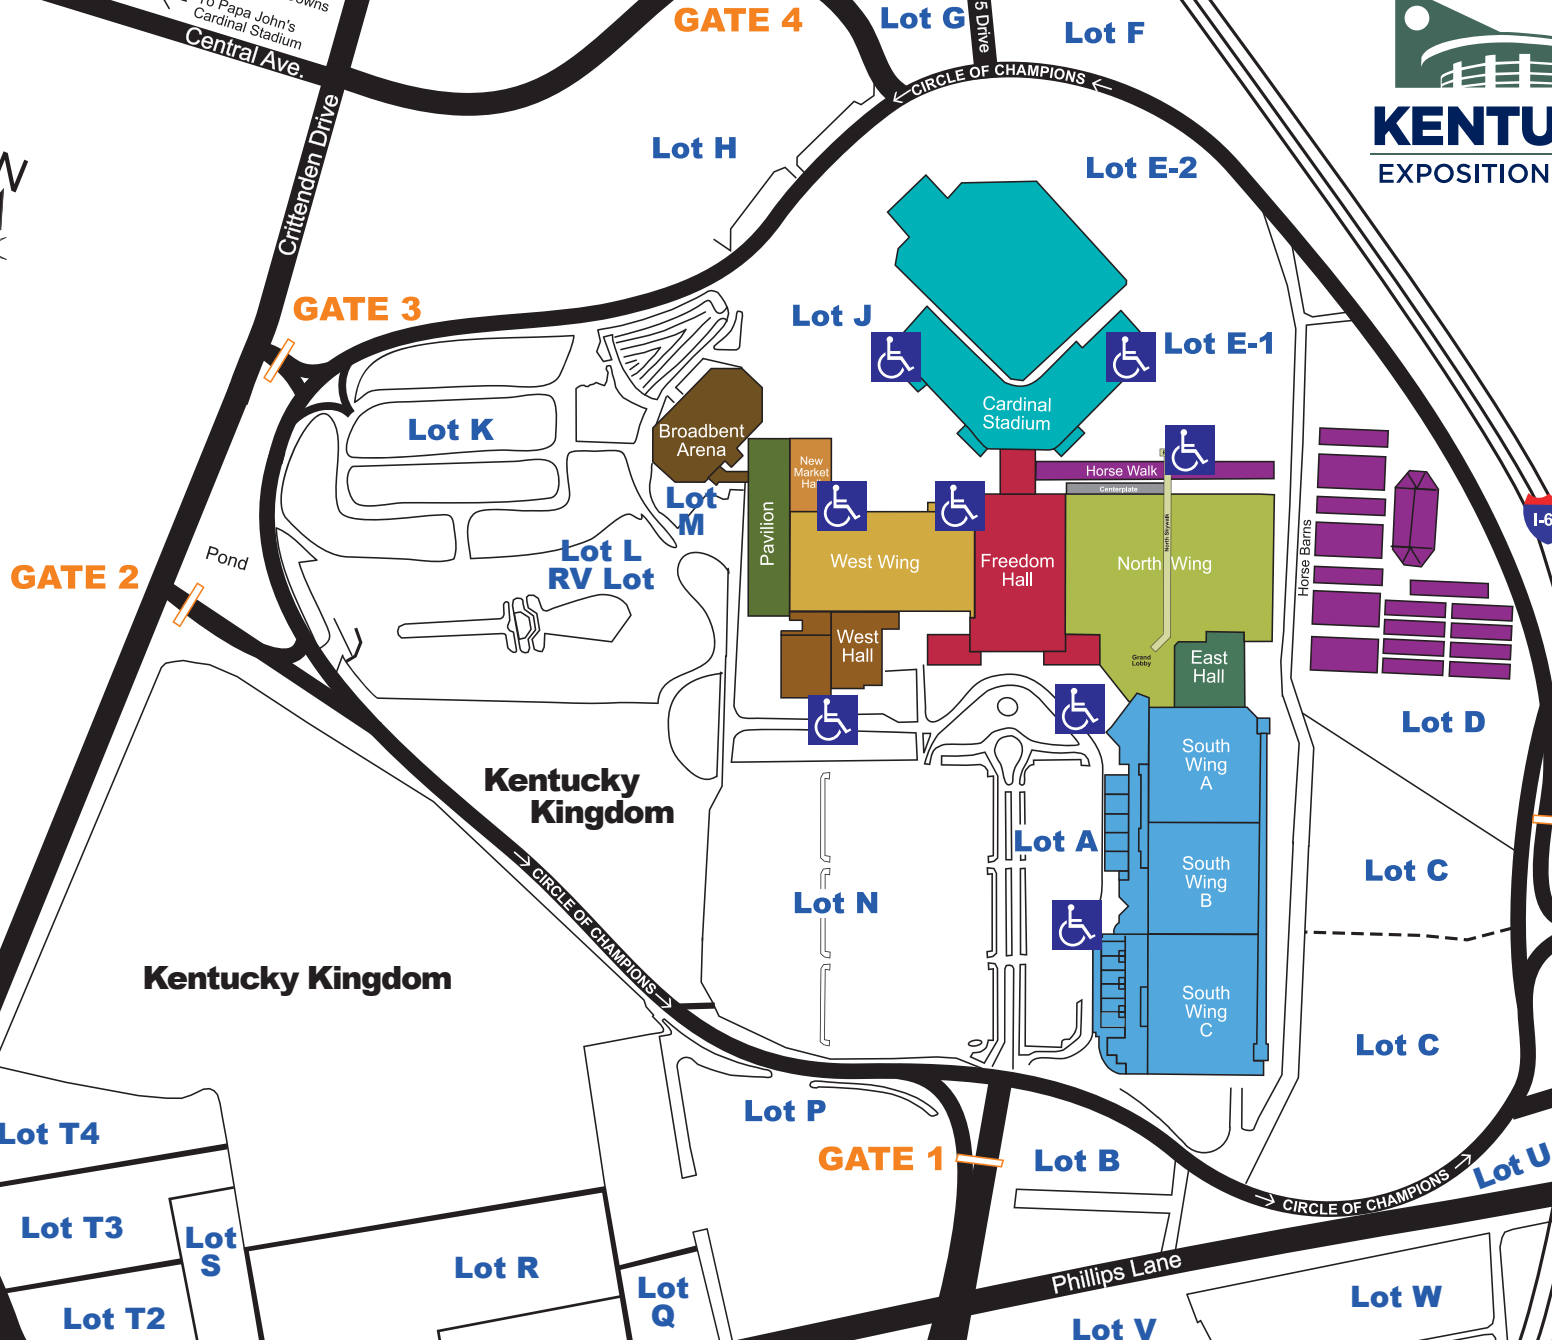 To Papa John's
Cardinal Stadium
Central Ave.
GATE 4
Lot G
Lot F
CIRCLE OF CHAMPIONS
KENTU
EXPOSITION
Crittenden Drive
Lot H
Lot E-2
N
GATE 3
Lot J
Lot E-1
Lot K
Broadbent
Arena
Cardinal
Stadium
New
Market
Lot
M
Horse Walk
Centerplate
North Skywalk
Pavilion
West Wing
Freedom
Hall
North Wing
Horse Barns
I-6
Pond
GATE 2
Lot L
RV Lot
West
Hall
Grand
Lobby
East
Hall
Lot D
South
Wing
A
Kentucky
Kingdom
Lot A
South
Wing
B
Lot C
Lot N
CIRCLE OF CHAMPIONS
Kentucky Kingdom
South
Wing
C
Lot C
Lot P
Lot T4
GATE 1
Lot B
Lot U
CIRCLE OF CHAMPIONS
Lot T3
Lot
S
Lot R
Lot
Q
Phillips Lane
Lot W
Lot T2
Lot V